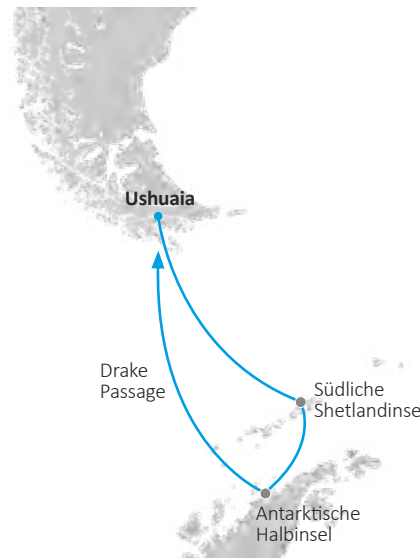 Ushuaia
Drake
Passage
Südliche
Shetlandinse
Antarktische
Halbinsel